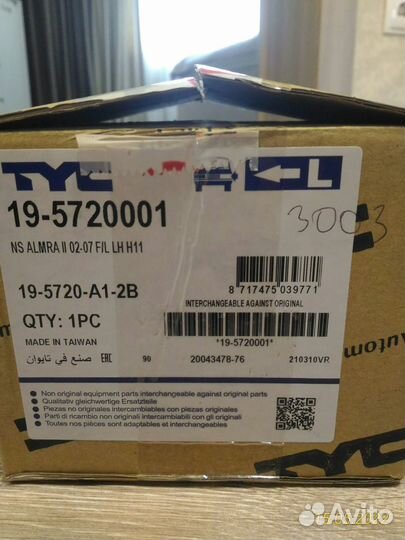 TYC
L
19-5720001
NS ALMRA II 02-07 F/L LH H11
3003
8 717475 039771
19-5720-A1-2B
INTERCHANGEABLE AGAINST ORIGINAL
QTY: 1PC
*19-5720001*
MADE IN TAIWAN
صنع في تايوان
EAC
90
20043478-76
210310VR
Non original equipment parts interchangeable against original parts
Qualitativ gleichwertige Ersatzteile
Piezas no originales intercambiables con piezas originales
Parti di ricambio non originali intercambiabili con gli originali
Toutes nos pièces sont adaptables et interchangeables
Autom
TYC
Avito